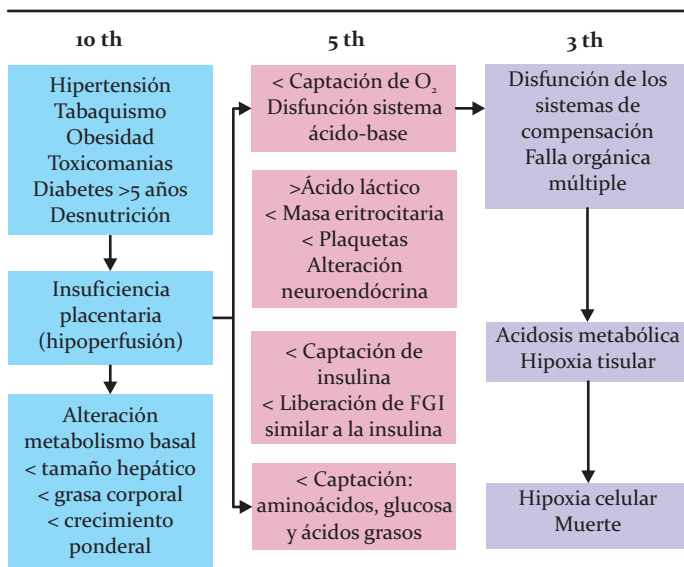 10 th
Hipertensión
Tabaquismo
Obesidad
Toxicomanias
Diabetes >5 años
Desnutrición
Insuficiencia
placentaria
(hipoperfusión)
Alteración
metabolismo basal
< tamaño hepático
< grasa corporal
< crecimiento
ponderal
5 th
< Captación de O₂
Disfunción sistema
ácido-base
>Ácido láctico
< Masa eritrocitaria
< Plaquetas
Alteración
neuroendócrina
< Captación de
insulina
< Liberación de FGI
similar a la insulina
< Captación:
aminoácidos, glucosa
y ácidos grasos
3 th
Disfunción de los
sistemas de
compensación
Falla orgánica
múltiple
Acidosis metabólica
Hipoxia tisular
Hipoxia celular
Muerte